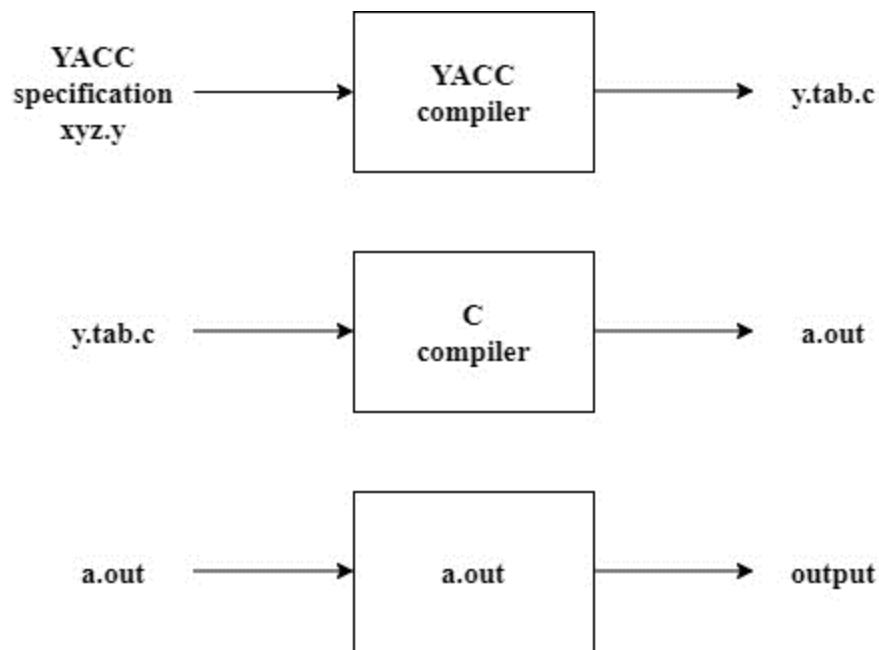 YACC
specification
xyz.y
YACC
compiler
y.tab.c
y.tab.c
C
compiler
a.out
a.out
a.out
output